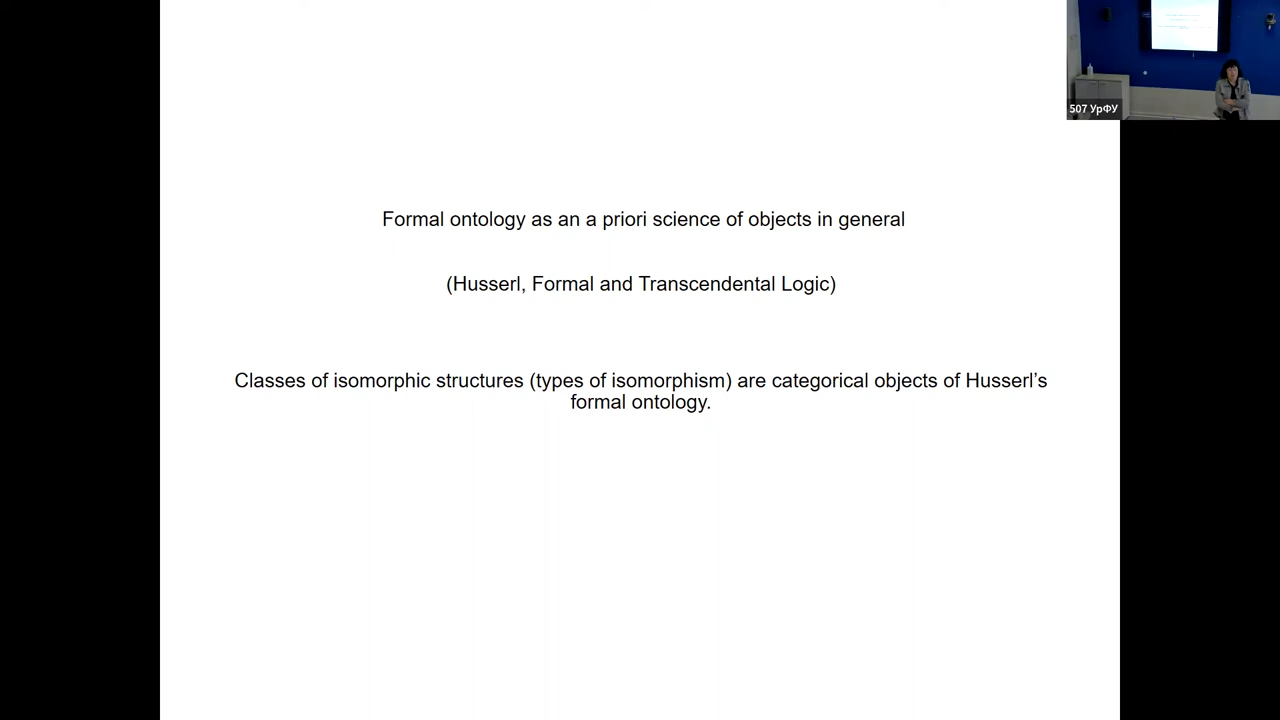 507 УрФУ
Formal ontology as an a priori science of objects in general
(Husserl, Formal and Transcendental Logic)
Classes of isomorphic structures (types of isomorphism) are categorical objects of Husserl’s
formal ontology.